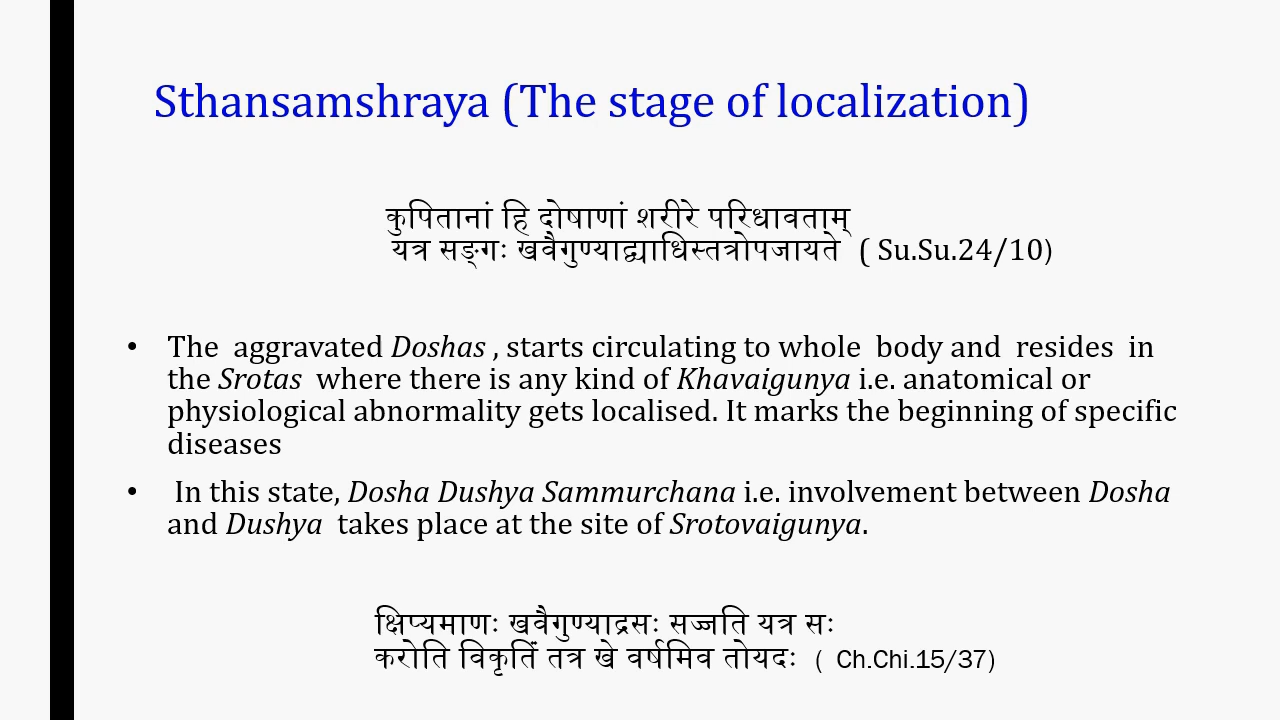 Sthansamshraya (The stage of localization)
कुपितानां हि दोषाणां शरीरे परिधावताम्
यत्र सङ्गः खवैगुण्याद्व्याधिस्तत्रोपजायते ( Su.Su.24/10)
• The aggravated Doshas , starts circulating to whole body and resides in
the Srotas where there is any kind of Khavaigunya i.e. anatomical or
physiological abnormality gets localised. It marks the beginning of specific
diseases
• In this state, Dosha Dushya Sammurchana i.e. involvement between Dosha
and Dushya takes place at the site of Srotovaigunya.
क्षिप्यमाणः खवैगुण्याद्रसः सज्जति यत्र सः
करोति विकृतिं तत्र खे वर्षमिव तोयदः ( Ch.Chi.15/37)